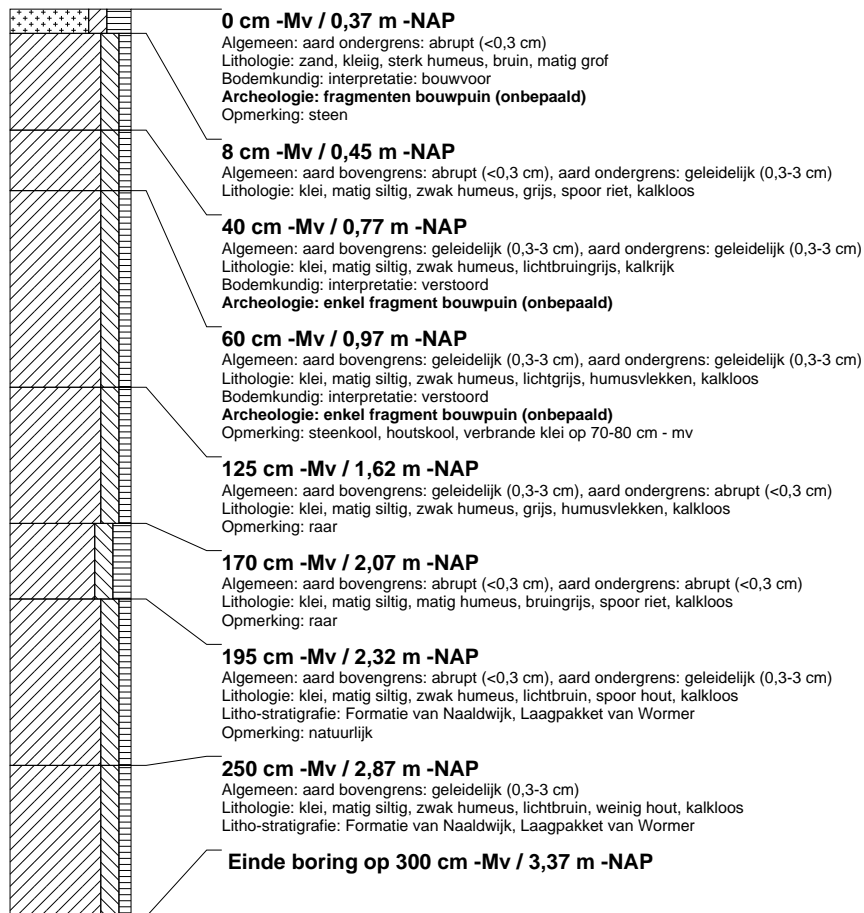 0 cm -Mv / 0,37 m -NAP
Algemeen: aard ondergrens: abrupt (<0,3 cm)
Lithologie: zand, kleiig, sterk humeus, bruin, matig grof
Bodemkundig: interpretatie: bouwvoor
Archeologie: fragmenten bouwpuin (onbepaald)
Opmerking: steen
8 cm -Mv / 0,45 m -NAP
Algemeen: aard bovengrens: abrupt (<0,3 cm), aard ondergrens: geleidelijk (0,3-3 cm)
Lithologie: klei, matig siltig, zwak humeus, grijs, spoor riet, kalkloos
40 cm -Mv / 0,77 m -NAP
Algemeen: aard bovengrens: geleidelijk (0,3-3 cm), aard ondergrens: geleidelijk (0,3-3 cm)
Lithologie: klei, matig siltig, zwak humeus, lichtbruingrijs, kalkrijk
Bodemkundig: interpretatie: verstoord
Archeologie: enkel fragment bouwpuin (onbepaald)
60 cm -Mv / 0,97 m -NAP
Algemeen: aard bovengrens: geleidelijk (0,3-3 cm), aard ondergrens: geleidelijk (0,3-3 cm)
Lithologie: klei, matig siltig, zwak humeus, lichtgrijs, humusvlekken, kalkloos
Bodemkundig: interpretatie: verstoord
Archeologie: enkel fragment bouwpuin (onbepaald)
Opmerking: steenkool, houtskool, verbrande klei op 70-80 cm - mv
125 cm -Mv / 1,62 m -NAP
Algemeen: aard bovengrens: geleidelijk (0,3-3 cm), aard ondergrens: abrupt (<0,3 cm)
Lithologie: klei, matig siltig, zwak humeus, grijs, humusvlekken, kalkloos
Opmerking: raar
170 cm -Mv / 2,07 m -NAP
Algemeen: aard bovengrens: abrupt (<0,3 cm), aard ondergrens: abrupt (<0,3 cm)
Lithologie: klei, matig siltig, matig humeus, bruingrijs, spoor riet, kalkloos
Opmerking: raar
195 cm -Mv / 2,32 m -NAP
Algemeen: aard bovengrens: abrupt (<0,3 cm), aard ondergrens: geleidelijk (0,3-3 cm)
Lithologie: klei, matig siltig, zwak humeus, lichtbruin, spoor hout, kalkloos
Litho-stratigrafie: Formatie van Naaldwijk, Laagpakket van Wormer
Opmerking: natuurlijk
250 cm -Mv / 2,87 m -NAP
Algemeen: aard bovengrens: geleidelijk (0,3-3 cm)
Lithologie: klei, matig siltig, zwak humeus, lichtbruin, weinig hout, kalkloos
Litho-stratigrafie: Formatie van Naaldwijk, Laagpakket van Wormer
Einde boring op 300 cm -Mv / 3,37 m -NAP